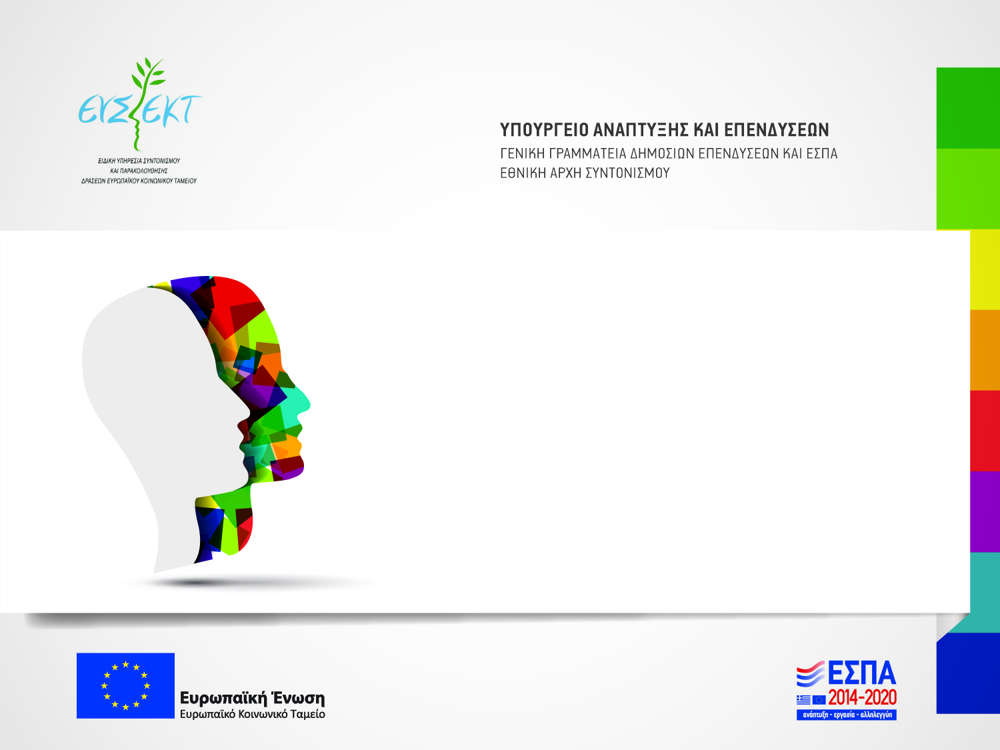 ΕΥΣΕΚΤ
ΕΙΔΙΚΗ ΥΠΗΡΕΣΙΑ ΣΥΝΤΟΝΙΣΜΟΥ
ΚΑΙ ΠΑΡΑΚΟΛΟΥΘΗΣΗΣ
ΔΡΑΣΕΩΝ ΕΥΡΩΠΑΪΚΟΥ ΚΟΙΝΩΝΙΚΟΥ ΤΑΜΕΙΟΥ
ΥΠΟΥΡΓΕΙΟ ΑΝΑΠΤΥΞΗΣ ΚΑΙ ΕΠΕΝΔΥΣΕΩΝ
ΓΕΝΙΚΗ ΓΡΑΜΜΑΤΕΙΑ ΔΗΜΟΣΙΩΝ ΕΠΕΝΔΥΣΕΩΝ ΚΑΙ ΕΣΠΑ
ΕΘΝΙΚΗ ΑΡΧΗ ΣΥΝΤΟΝΙΣΜΟΥ
Ευρωπαϊκή Ένωση
Ευρωπαϊκό Κοινωνικό Ταμείο
ΕΣΠΑ
2014-2020
ανάπτυξη - εργασία - αλληλεγγύη